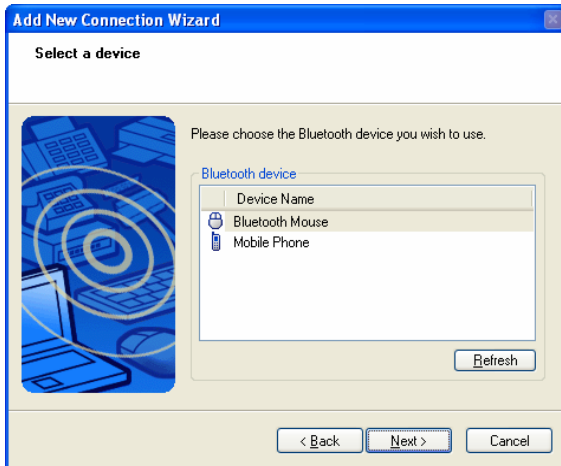 Add New Connection Wizard
Select a device
Please choose the Bluetooth device you wish to use.
Bluetooth device
Device Name
Bluetooth Mouse
Mobile Phone
Refresh
< Back Next > Cancel